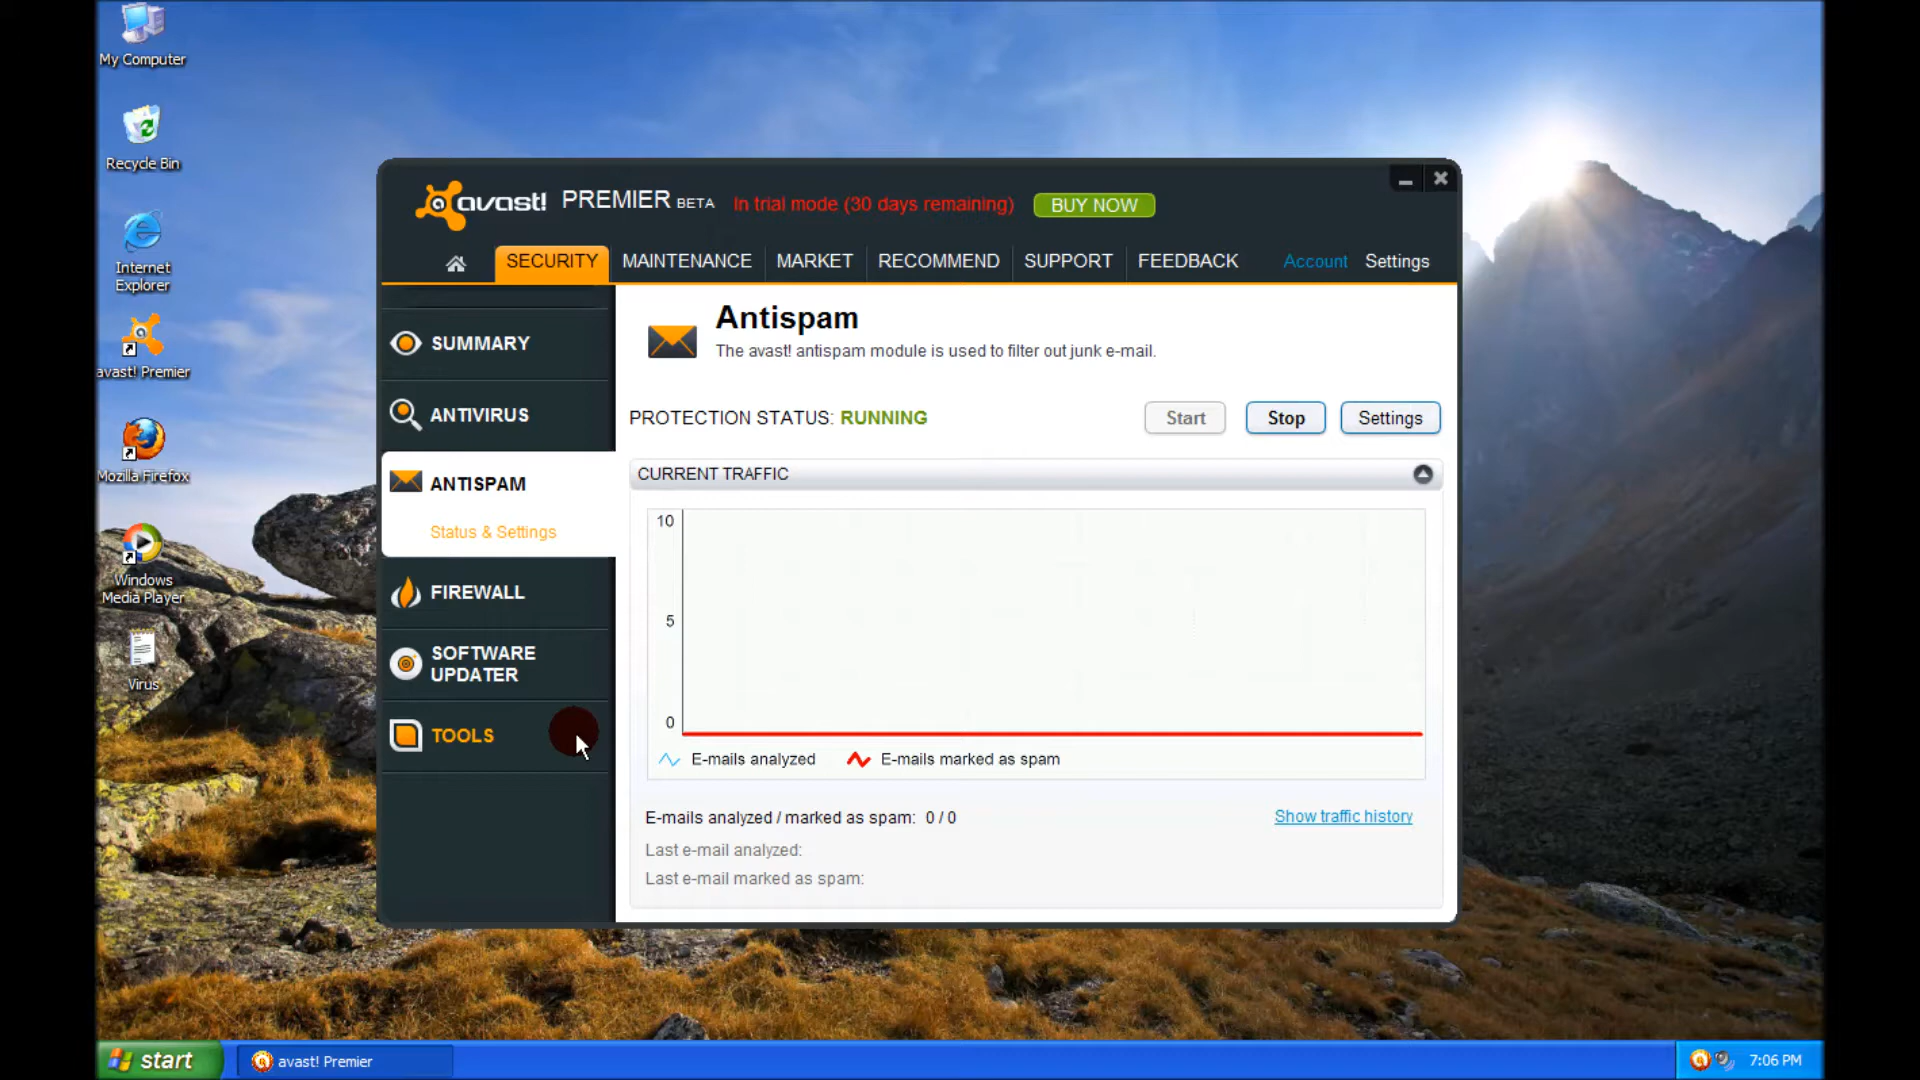 My Computer
Recycle Bin
Internet
Explorer
avast! Premier
Mozilla Firefox
Windows
Media Player
Virus
avast! PREMIER BETA In trial mode (30 days remaining) BUY NOW
SECURITY MAINTENANCE MARKET RECOMMEND SUPPORT FEEDBACK Account Settings
SUMMARY
ANTIVIRUS
ANTISPAM
Status & Settings
FIREWALL
SOFTWARE
UPDATER
TOOLS
Antispam
The avast! antispam module is used to filter out junk e-mail.
PROTECTION STATUS: RUNNING Start Stop Settings
CURRENT TRAFFIC
10
5
0
E-mails analyzed E-mails marked as spam
E-mails analyzed / marked as spam: 0 / 0 Show traffic history
Last e-mail analyzed:
Last e-mail marked as spam:
start avast! Premier 7:06 PM